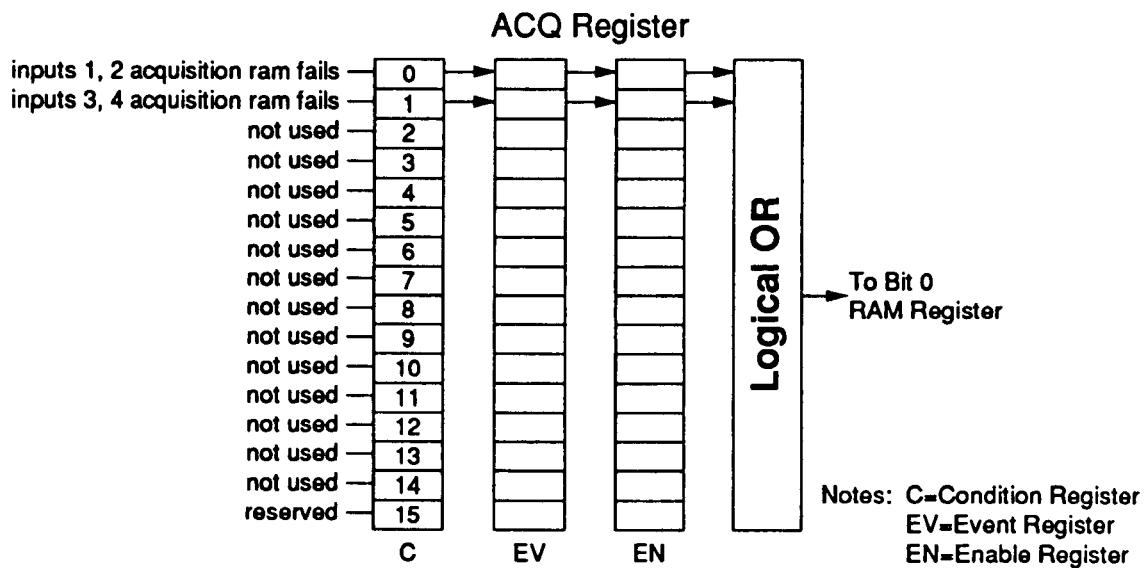 ACQ Register
inputs 1, 2 acquisition ram fails 0
inputs 3, 4 acquisition ram fails 1
not used 2
not used 3
not used 4
not used 5
not used 6
not used 7
not used 8
not used 9
not used 10
not used 11
not used 12
not used 13
not used 14
reserved 15
C EV EN
Logical OR
To Bit 0
RAM Register
Notes: C=Condition Register
EV=Event Register
EN=Enable Register